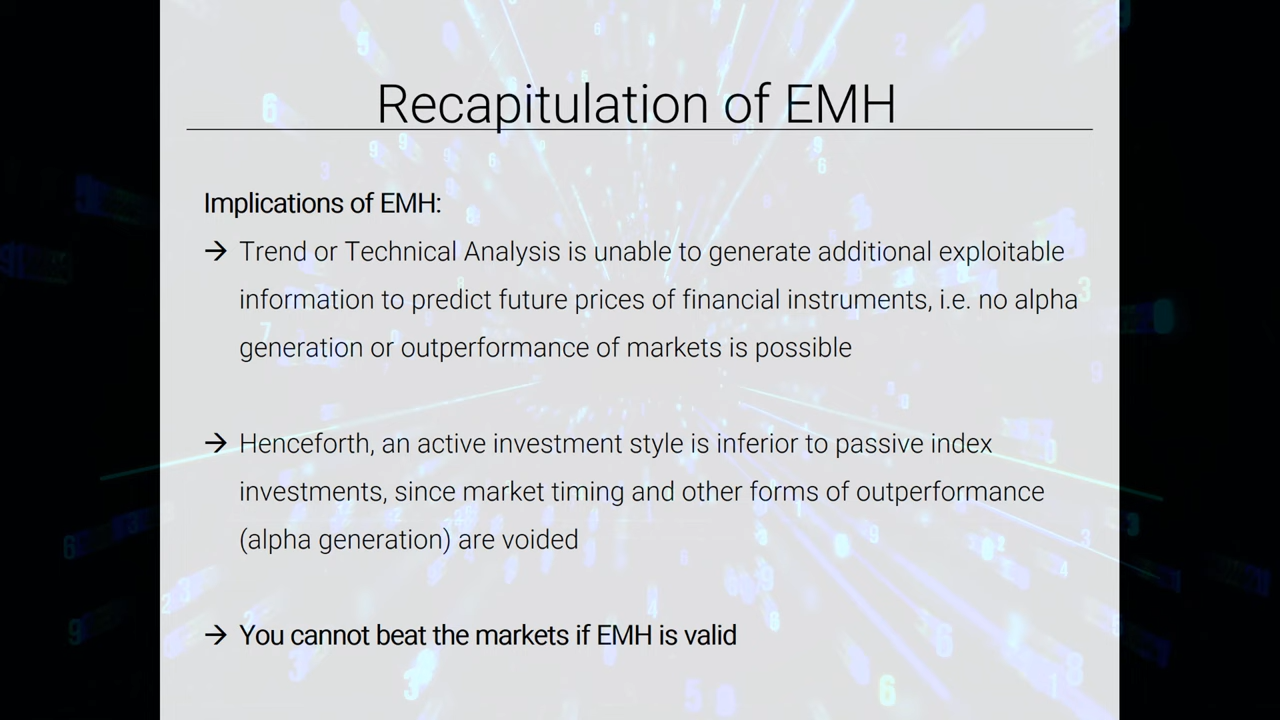 Recapitulation of EMH
Implications of EMH:
→ Trend or Technical Analysis is unable to generate additional exploitable
information to predict future prices of financial instruments, i.e. no alpha
generation or outperformance of markets is possible
→ Henceforth, an active investment style is inferior to passive index
investments, since market timing and other forms of outperformance
(alpha generation) are voided
→ You cannot beat the markets if EMH is valid